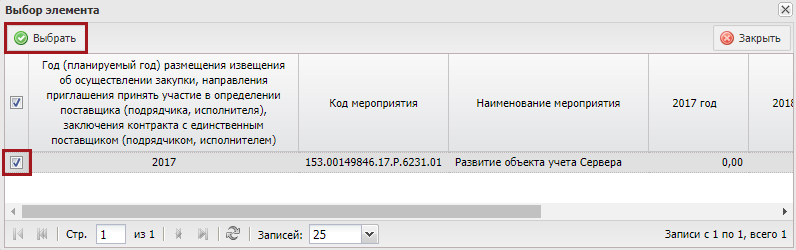 Выбор элемента
Выбрать
Закрыть
Год (планируемый год) размещения извещения
об осуществлении закупки, направления
приглашения принять участие в определении
поставщика (подрядчика, исполнителя),
заключения контракта с единственным
поставщиком (подрядчиком, исполнителем)
Код мероприятия
Наименование мероприятия
2017 год
2018
2017
153.00149846.17.Р.6231.01
Развитие объекта учета Сервера
0,00
Стр. 1 из 1
Записей: 25
Записи с 1 по 1, всего 1